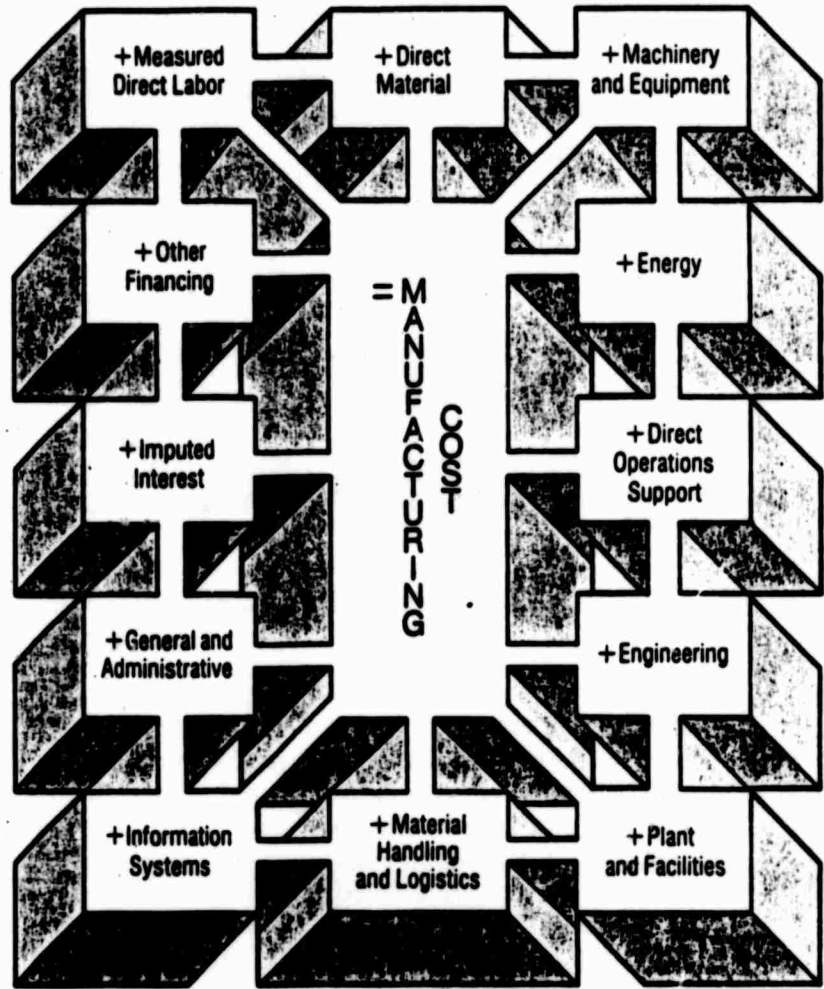 +Measured
Direct Labor
+Direct
Material
+Machinery
and Equipment
+Other
Financing
+Energy
=MANUFACTURING
COST
+Imputed
Interest
+Direct
Operations
Support
+General and
Administrative
+Engineering
+Information
Systems
+Material
Handling
and Logistics
+Plant
and Facilities